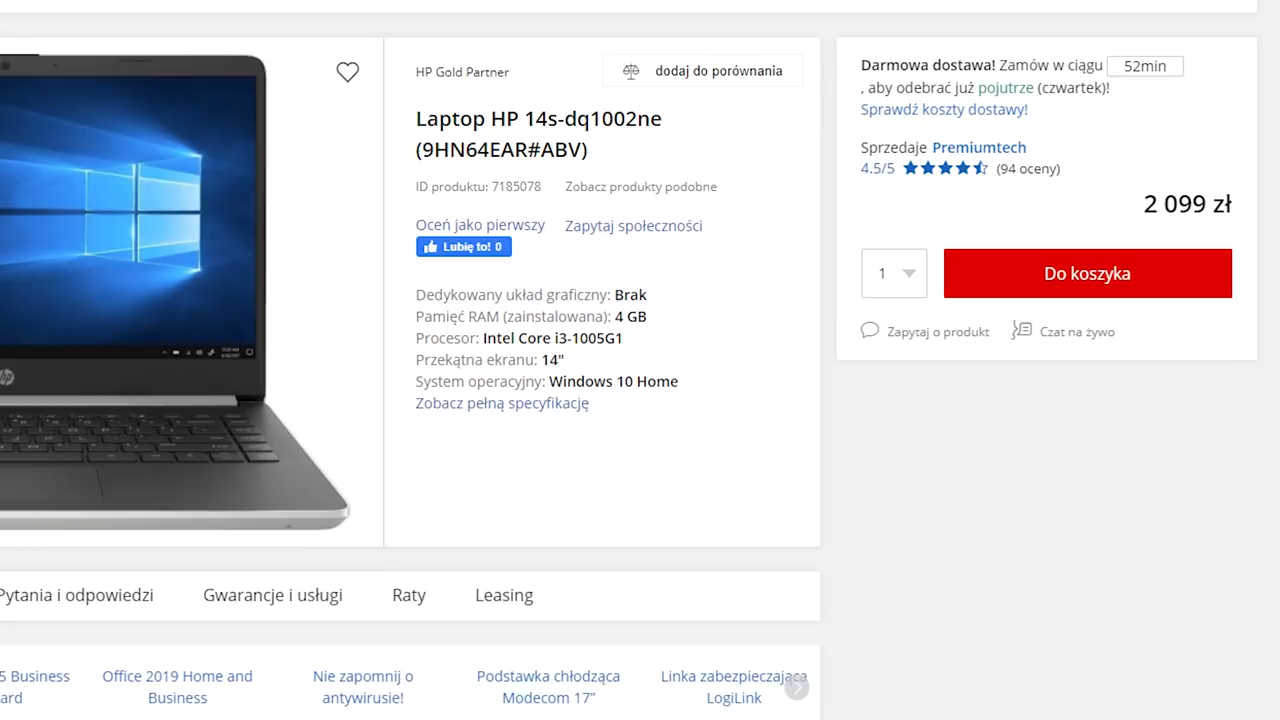 HP Gold Partner
dodaj do porównania
Laptop HP 14s-dq1002ne
(9HN64EAR#ABV)
ID produktu: 7185078 Zobacz produkty podobne
Oceń jako pierwszy Zapytaj społeczności
Lubię to! 0
Dedykowany układ graficzny: Brak
Pamięć RAM (zainstalowana): 4 GB
Procesor: Intel Core i3-1005G1
Przekątna ekranu: 14"
System operacyjny: Windows 10 Home
Zobacz pełną specyfikację
Darmowa dostawa! Zamów w ciągu 52min
, aby odebrać już pojutrze (czwartek)!
Sprawdź koszty dostawy!
Sprzedaje Premiumtech
4.5/5 (94 oceny)
2 099 zł
1 Do koszyka
Zapytaj o produkt Czat na żywo
hp
Pytania i odpowiedzi Gwarancje i usługi Raty Leasing
5 Business
ard
Office 2019 Home and
Business
Nie zapomnij o
antywirusie!
Podstawka chłodząca
Modecom 17”
Linka zabezpieczająca
LogiLink